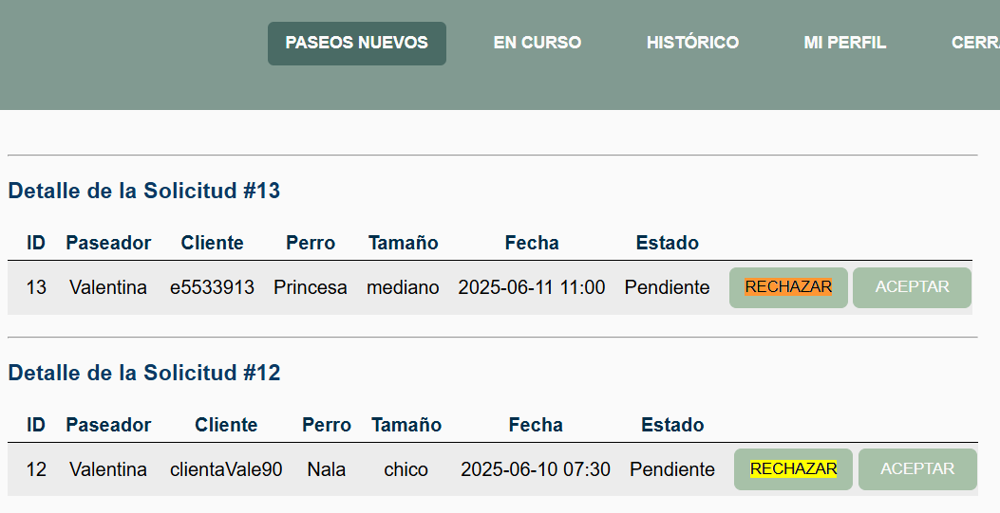 PASEOS NUEVOS EN CURSO HISTÓRICO MI PERFIL CERRA
Detalle de la Solicitud #13
ID Paseador Cliente Perro Tamaño Fecha Estado
13 Valentina e5533913 Princesa mediano 2025-06-11 11:00 Pendiente RECHAZAR ACEPTAR
Detalle de la Solicitud #12
ID Paseador Cliente Perro Tamaño Fecha Estado
12 Valentina clientaVale90 Nala chico 2025-06-10 07:30 Pendiente RECHAZAR ACEPTAR